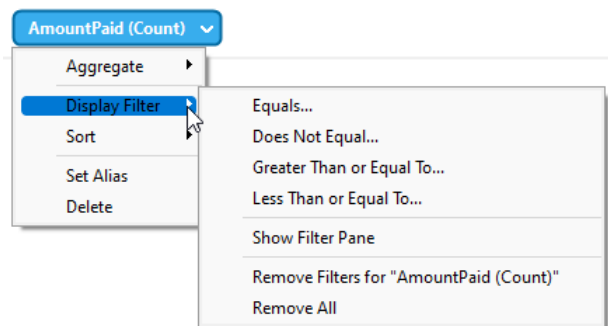 AmountPaid (Count)
Aggregate
Display Filter
Sort
Set Alias
Delete
Equals...
Does Not Equal...
Greater Than or Equal To...
Less Than or Equal To...
Show Filter Pane
Remove Filters for "AmountPaid (Count)"
Remove All